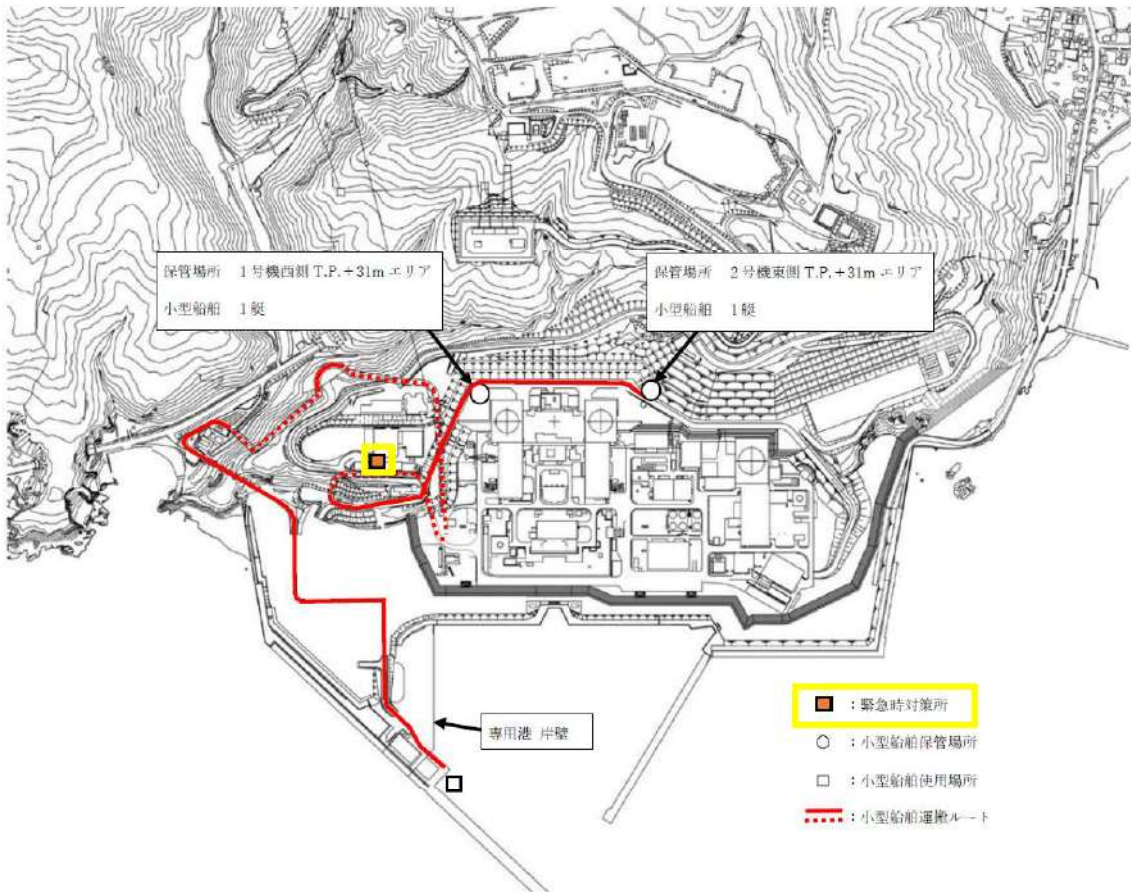 保管場所 1号機西側 T.P.+31m エリア
小型船舶 1艇
保管場所 2号機東側 T.P.+31m エリア
小型船舶 1艇
専用港 岸壁
：緊急時対策所
：小型船舶保管場所
：小型船舶使用場所
：小型船舶運搬ルート